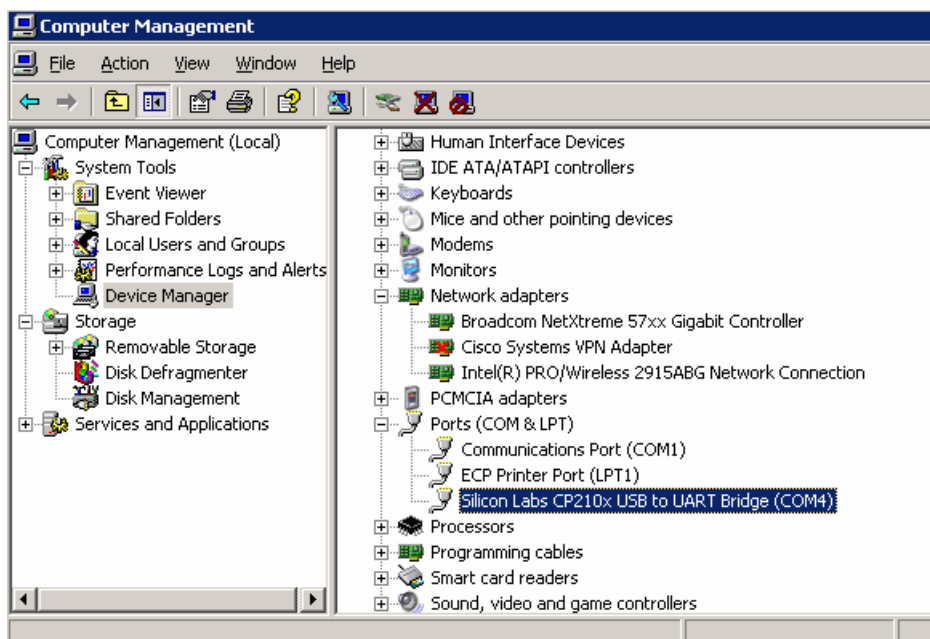 Computer Management
File Action View Window Help
Computer Management (Local)
System Tools
Event Viewer
Shared Folders
Local Users and Groups
Performance Logs and Alerts
Device Manager
Storage
Removable Storage
Disk Defragmenter
Disk Management
Services and Applications
Human Interface Devices
IDE ATA/ATAPI controllers
Keyboards
Mice and other pointing devices
Modems
Monitors
Network adapters
Broadcom NetXtreme 57xx Gigabit Controller
Cisco Systems VPN Adapter
Intel(R) PRO/Wireless 2915ABG Network Connection
PCMCIA adapters
Ports (COM & LPT)
Communications Port (COM1)
ECP Printer Port (LPT1)
Silicon Labs CP210x USB to UART Bridge (COM4)
Processors
Programming cables
Smart card readers
Sound, video and game controllers